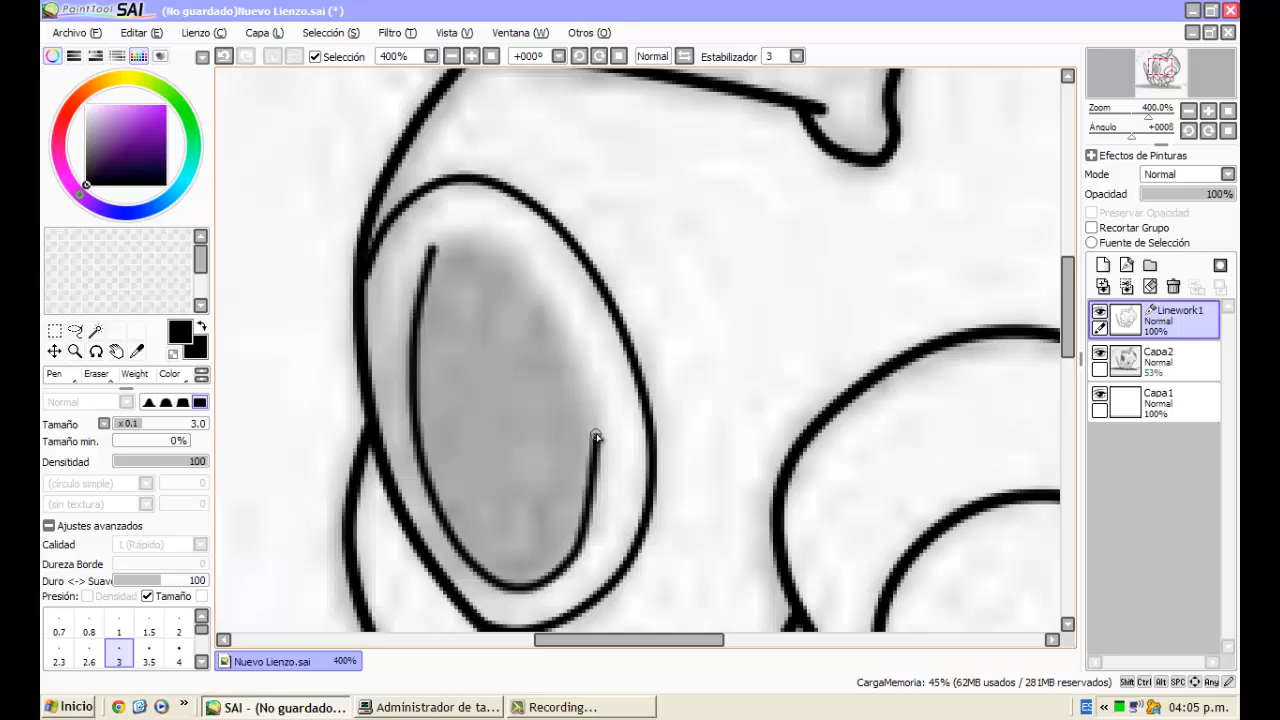 PaintTool SAI (No guardado)Nuevo Lienzo.sai (*)
Archivo (F) Editar (E) Lienzo (C) Capa (L) Selección (S) Filtro (T) Vista (V) Ventana (W) Otros (O)
Selección 400% +000º Normal Estabilizador 3
Zoom 400.0%
Ángulo +000ß
Efectos de Pinturas
Modo Normal
Opacidad 100%
Preservar Opacidad
Recortar Grupo
Fuente de Selección
Linework1
Normal
100%
Capa2
Normal
53%
Capa1
Normal
100%
Pen Eraser Weight Color
Normal
Tamaño x 0.1 3.0
Tamaño min. 0%
Densitidad 100
(círculo simple) 0
(sin textura) 0
Ajustes avanzados
Calidad 1 (Rápido)
Dureza Borde 0
Duro <-> Suave 100
Presión: Densidad Tamaño
0.7 0.8 1 1.5 2
2.3 2.6 3 3.5 4
Nuevo Lienzo.sai 400%
CargaMemoria: 45% (62MB usados / 281MB reservados) Shift Ctrl Alt SPC Any
Inicio » SAI - (No guardado... Administrador de ta... Recording... ES « 04:05 p.m.